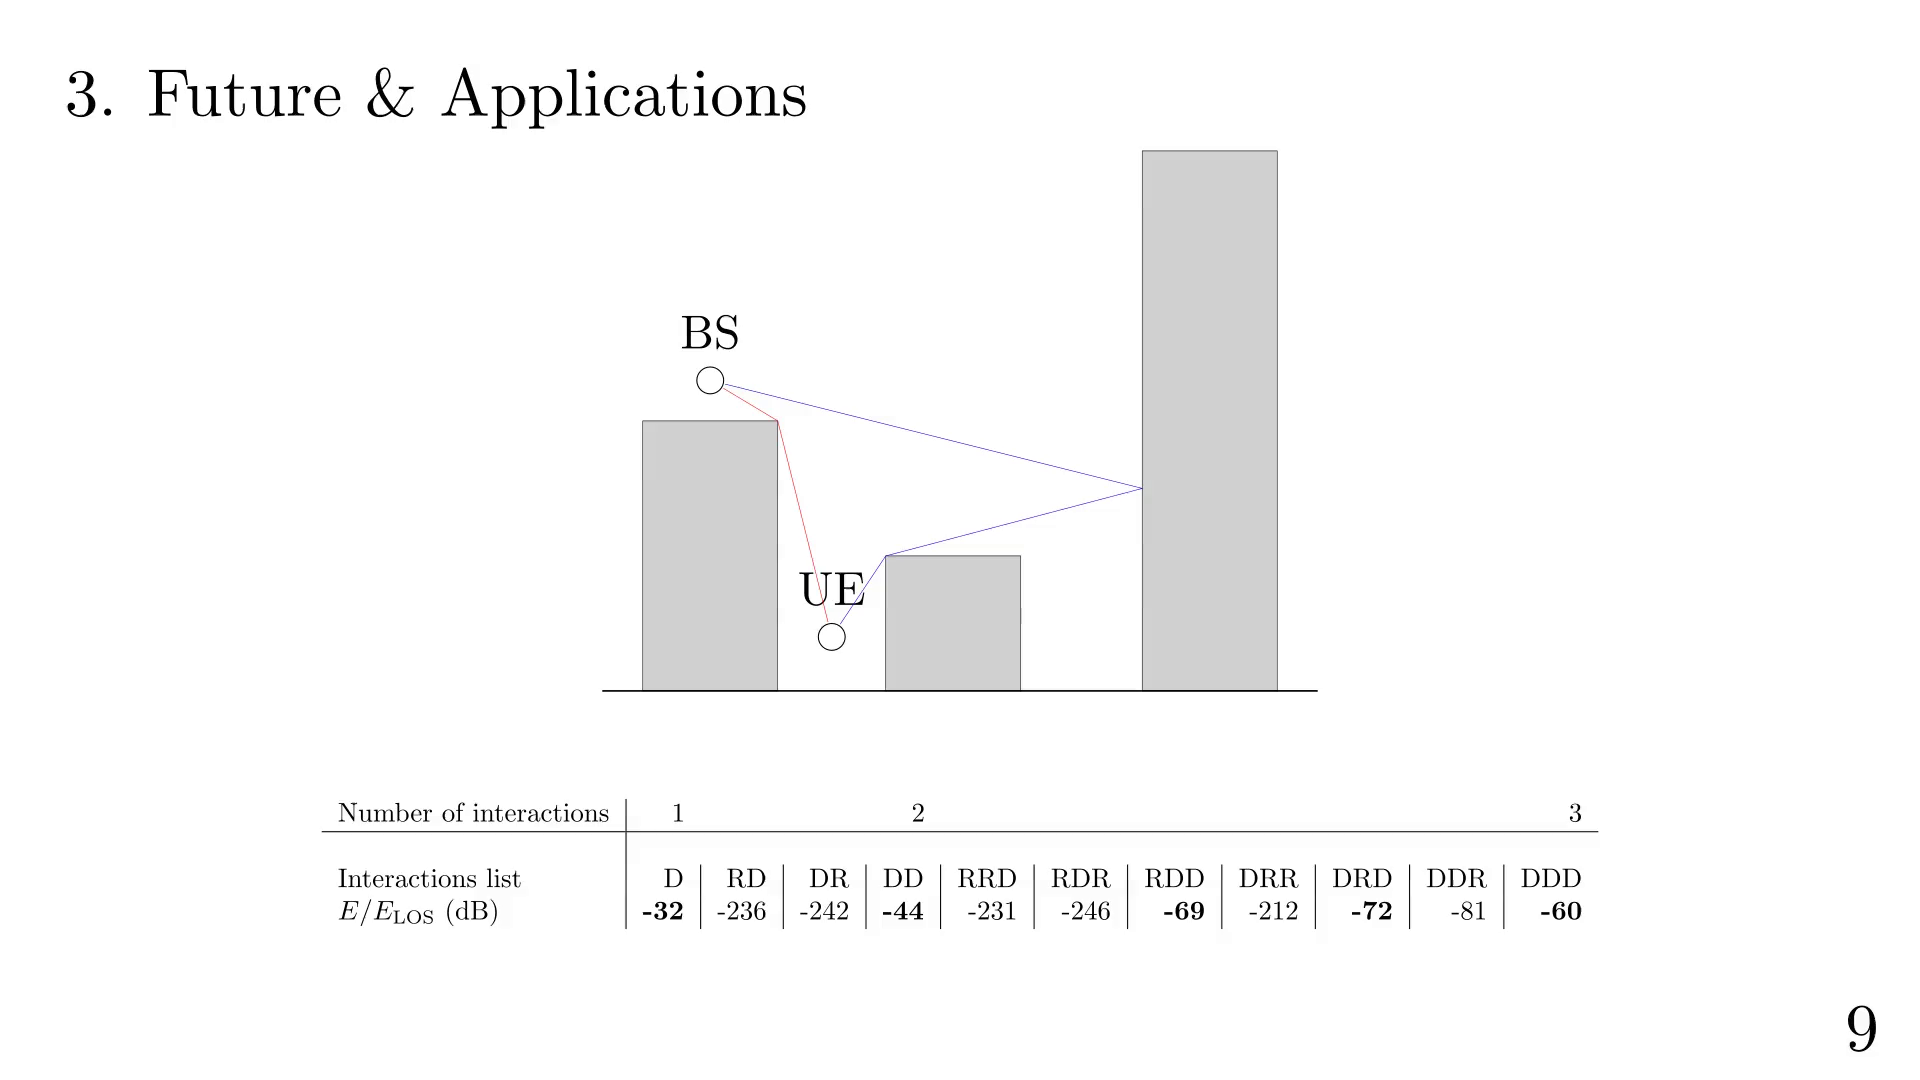 3. Future & Applications
BS
UE
Number of interactions 1 2 3
Interactions list D RD DR DD RRD RDR RDD DRR DRD DDR DDD
E/E_LOS (dB) -32 -236 -242 -44 -231 -246 -69 -212 -72 -81 -60
9